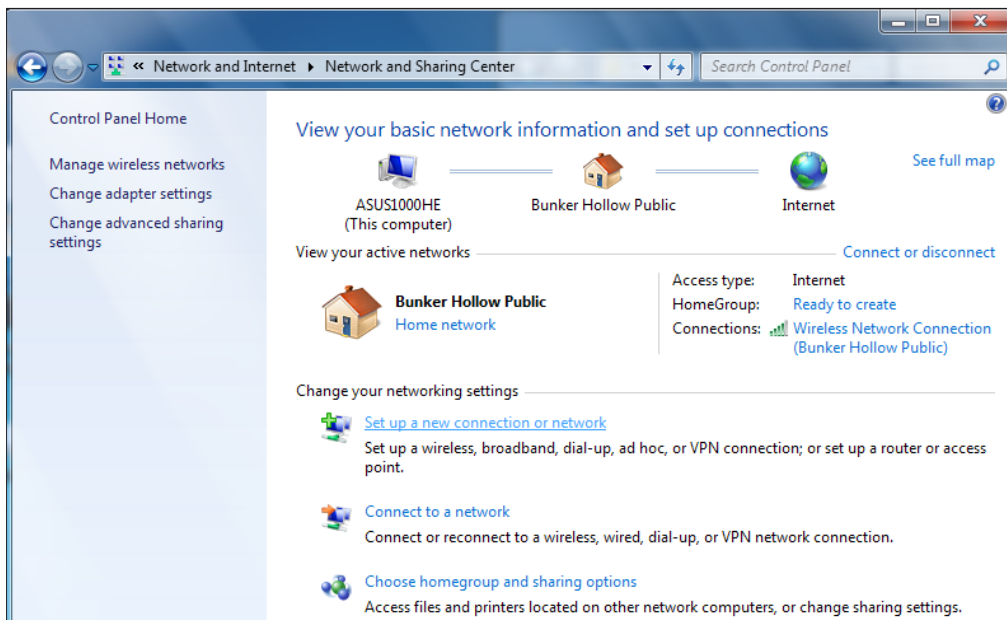 « Network and Internet ▸ Network and Sharing Center
Search Control Panel
Control Panel Home
Manage wireless networks
Change adapter settings
Change advanced sharing
settings
View your basic network information and set up connections
See full map
ASUS1000HE
(This computer)
Bunker Hollow Public
Internet
View your active networks
Connect or disconnect
Bunker Hollow Public
Home network
Access type: Internet
HomeGroup: Ready to create
Connections: Wireless Network Connection
(Bunker Hollow Public)
Change your networking settings
Set up a new connection or network
Set up a wireless, broadband, dial-up, ad hoc, or VPN connection; or set up a router or access
point.
Connect to a network
Connect or reconnect to a wireless, wired, dial-up, or VPN network connection.
Choose homegroup and sharing options
Access files and printers located on other network computers, or change sharing settings.